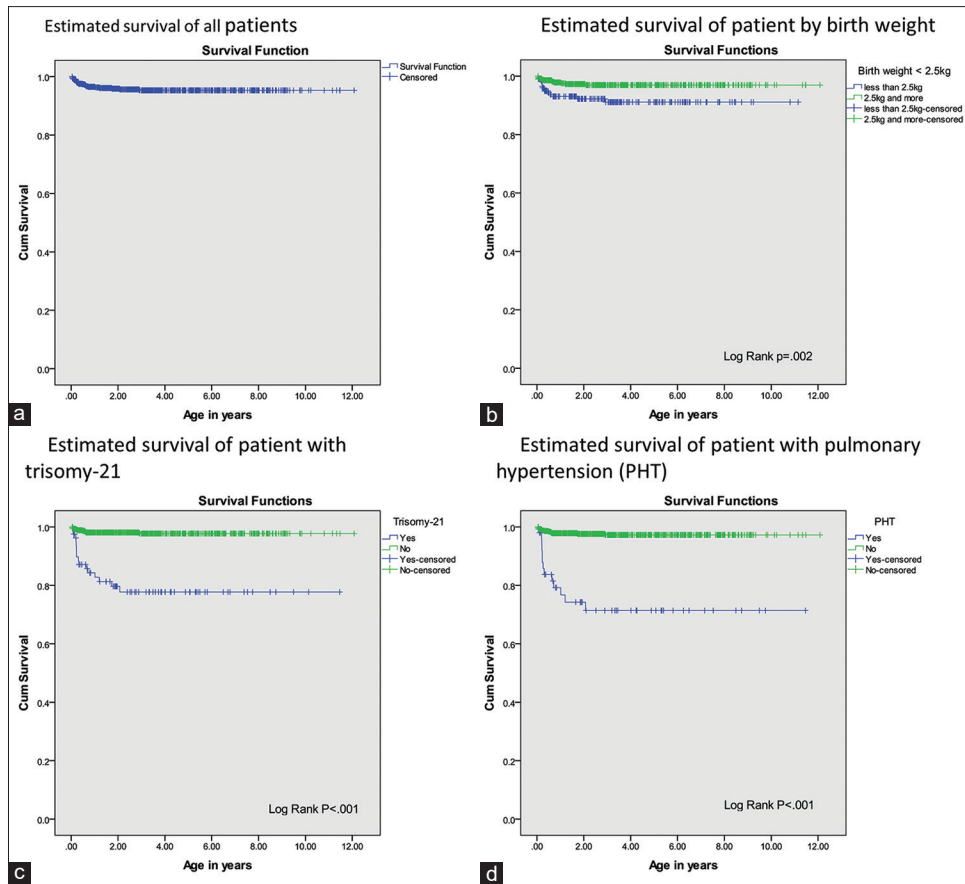 Estimated survival of all patients
Survival Function
Cum Survival
1.0
0.8
0.6
0.4
0.2
0.0
.00 2.00 4.00 6.00 8.00 10.00 12.00
Age in years
Survival Function
Censored
a
Estimated survival of patient by birth weight
Survival Functions
Cum Survival
1.0
0.8
0.6
0.4
0.2
0.0
.00 2.00 4.00 6.00 8.00 10.00 12.00
Age in years
Log Rank p=.002
Birth weight < 2.5kg
less than 2.5kg
2.5kg and more
less than 2.5kg-censored
2.5kg and more-censored
b
Estimated survival of patient with
trisomy-21
Survival Functions
Cum Survival
1.0
0.8
0.6
0.4
0.2
0.0
.00 2.00 4.00 6.00 8.00 10.00 12.00
Age in years
Log Rank P<.001
Trisomy-21
Yes
No
Yes-censored
No-censored
c
Estimated survival of patient with pulmonary
hypertension (PHT)
Survival Functions
Cum Survival
1.0
0.8
0.6
0.4
0.2
0.0
.00 2.00 4.00 6.00 8.00 10.00 12.00
Age in years
Log Rank P<.001
PHT
Yes
No
Yes-censored
No-censored
d